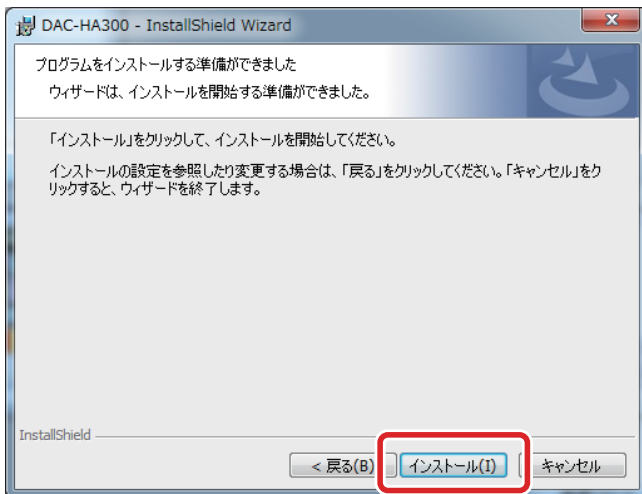 DAC-HA300 - InstallShield Wizard
プログラムをインストールする準備ができました
ウィザードは、インストールを開始する準備ができました。
「インストール」をクリックして、インストールを開始してください。
インストールの設定を参照したり変更する場合は、「戻る」をクリックしてください。「キャンセル」をク
リックすると、ウィザードを終了します。
InstallShield
< 戻る(B)
インストール(I)
キャンセル